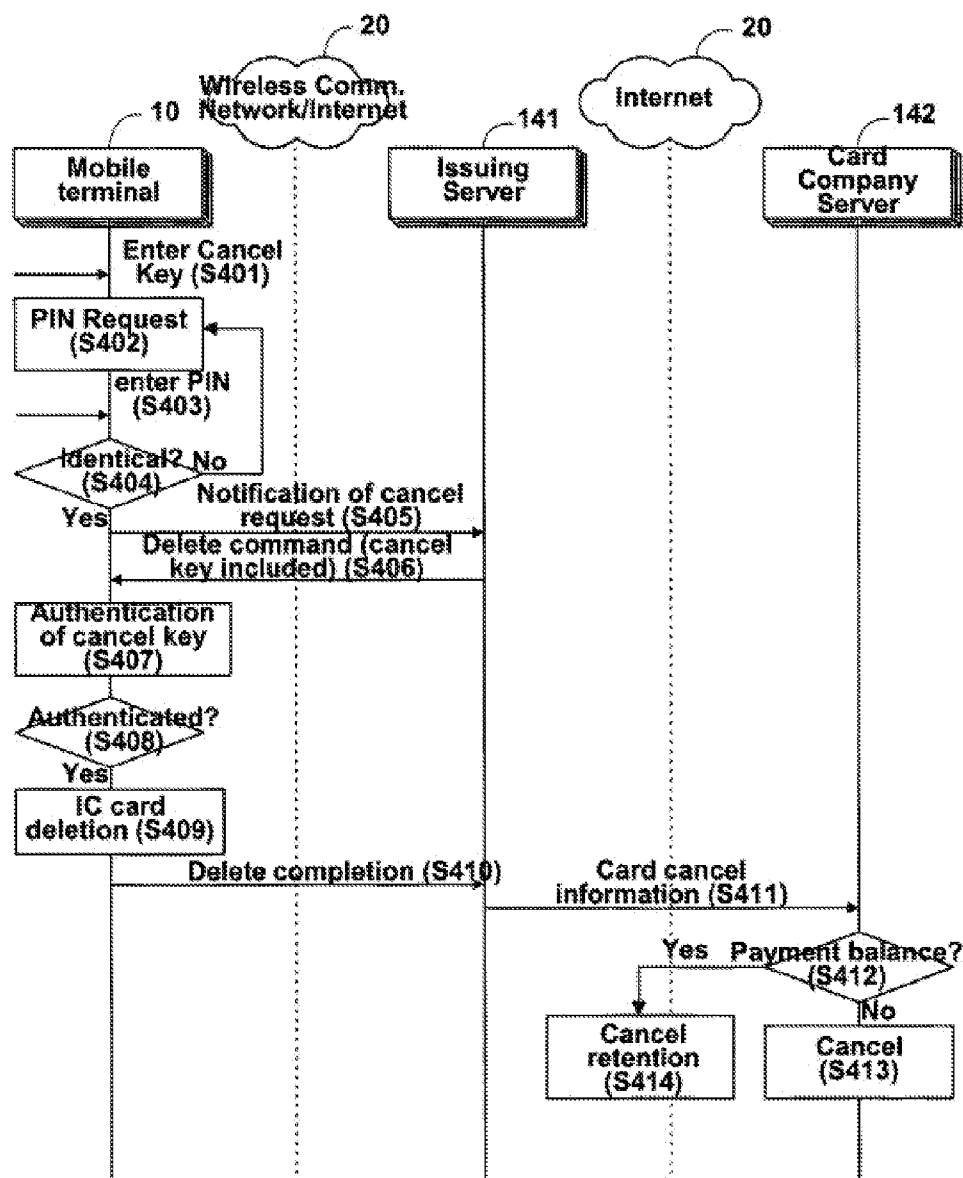 20
20
Wireless Comm.
Network/Internet
Internet
10
141
142
Mobile
terminal
Issuing
Server
Card
Company
Server
Enter Cancel
Key (S401)
PIN Request
(S402)
enter PIN
(S403)
Identical?
(S404)
No
Yes
Notification of cancel
request (S405)
Delete command (cancel
key included) (S406)
Authentication
of cancel key
(S407)
Authenticated?
(S408)
Yes
IC card
deletion (S409)
Delete completion (S410)
Card cancel
information (S411)
Yes
Payment balance?
(S412)
No
Cancel
retention
(S414)
Cancel
(S413)